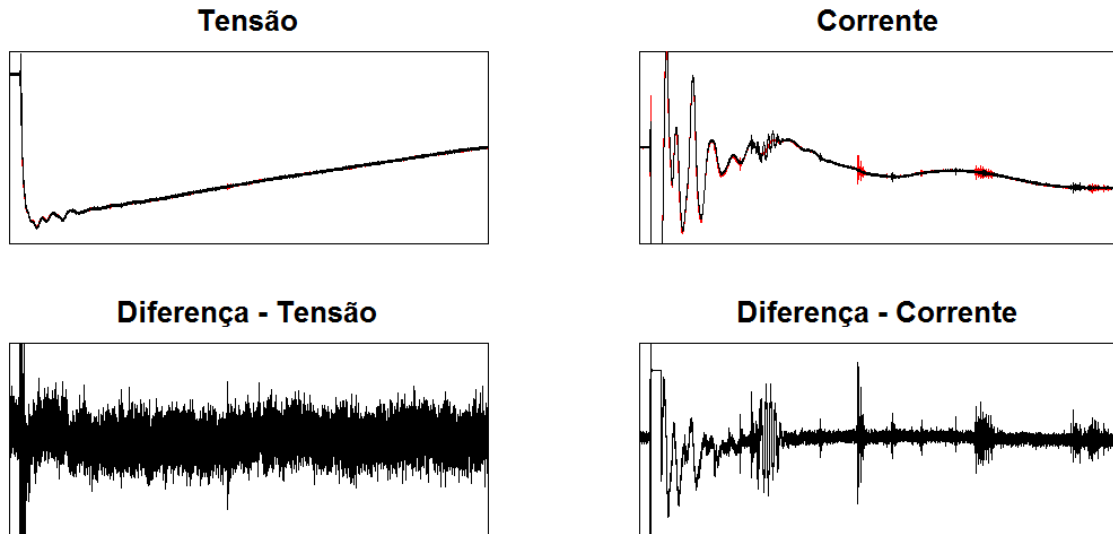 Tensão
Corrente
Diferença - Tensão
Diferença - Corrente